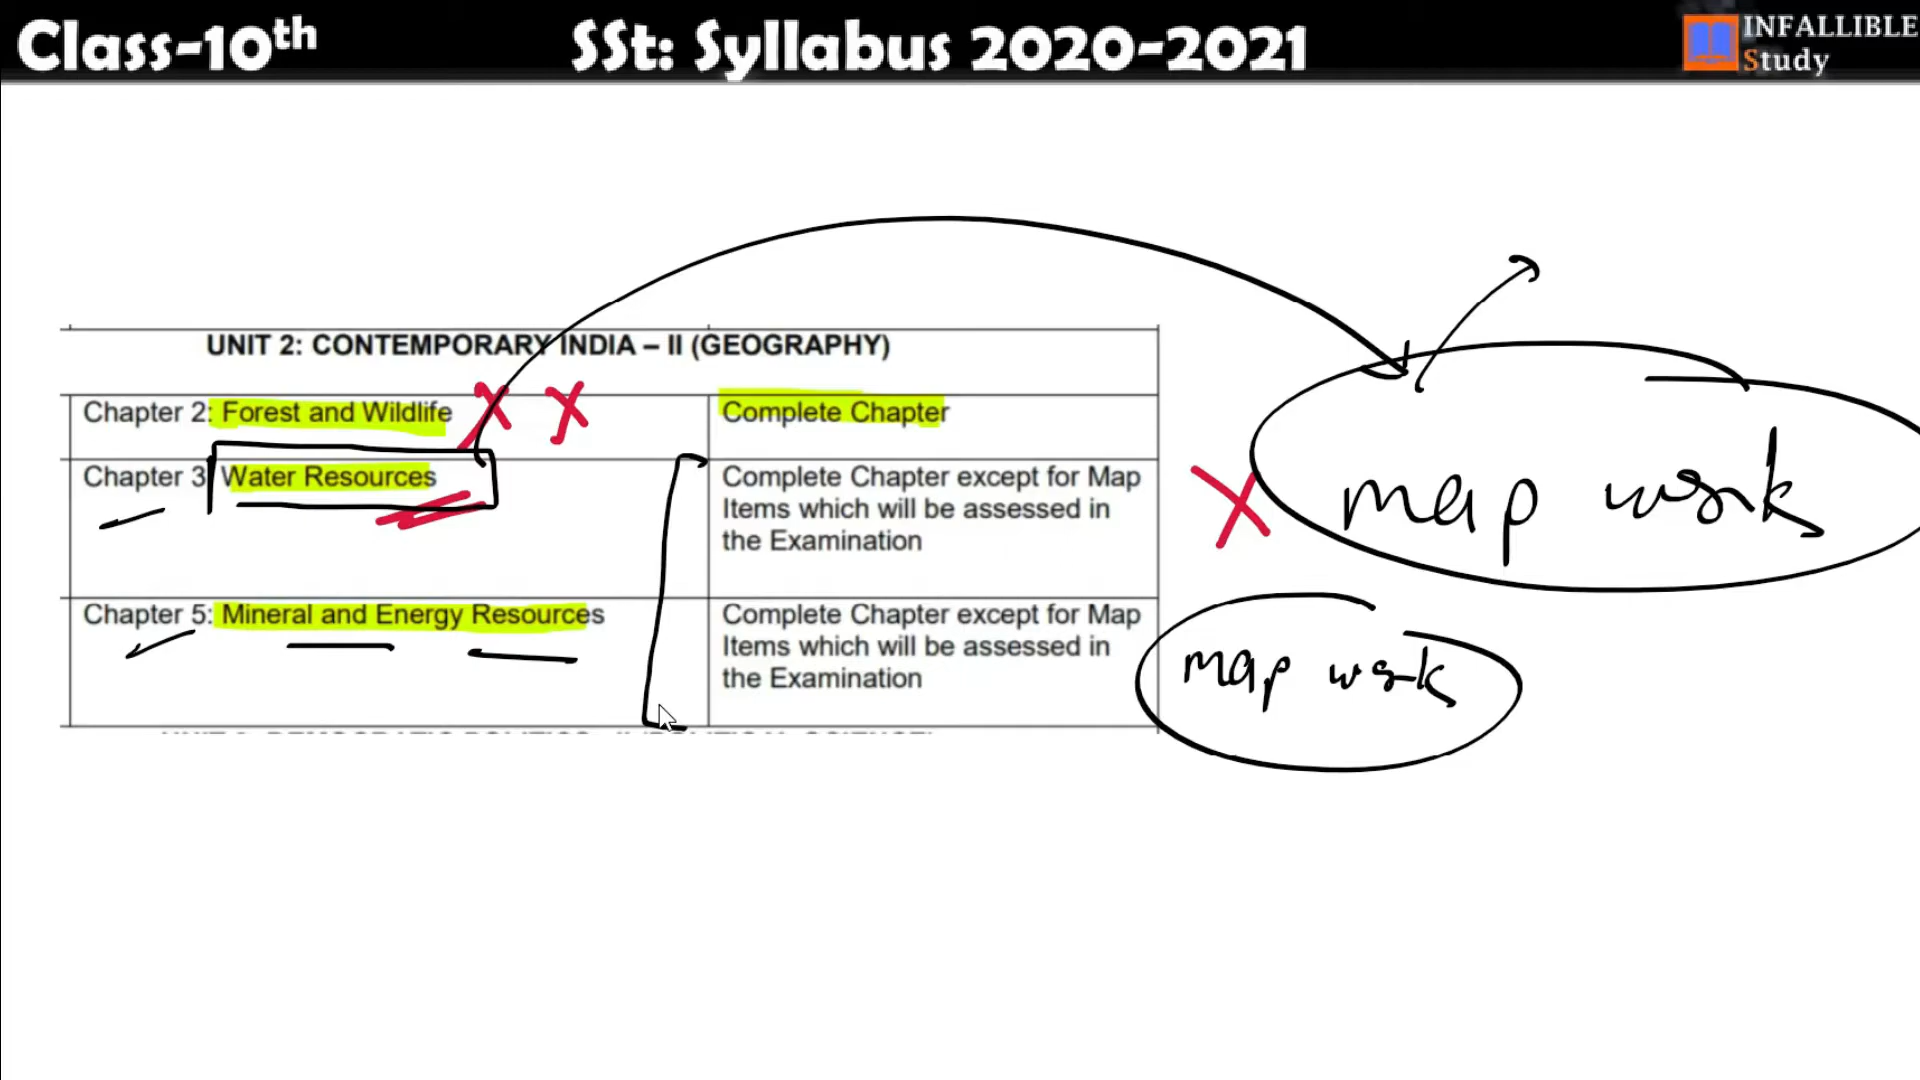 Class-10th
SSt: Syllabus 2020-2021
INFALLIBLE
Study
UNIT 2: CONTEMPORARY INDIA – II (GEOGRAPHY)
Chapter 2: Forest and Wildlife
Complete Chapter
Chapter 3 Water Resources
Complete Chapter except for Map
Items which will be assessed in
the Examination
map work
Chapter 5: Mineral and Energy Resources
Complete Chapter except for Map
Items which will be assessed in
the Examination
map work